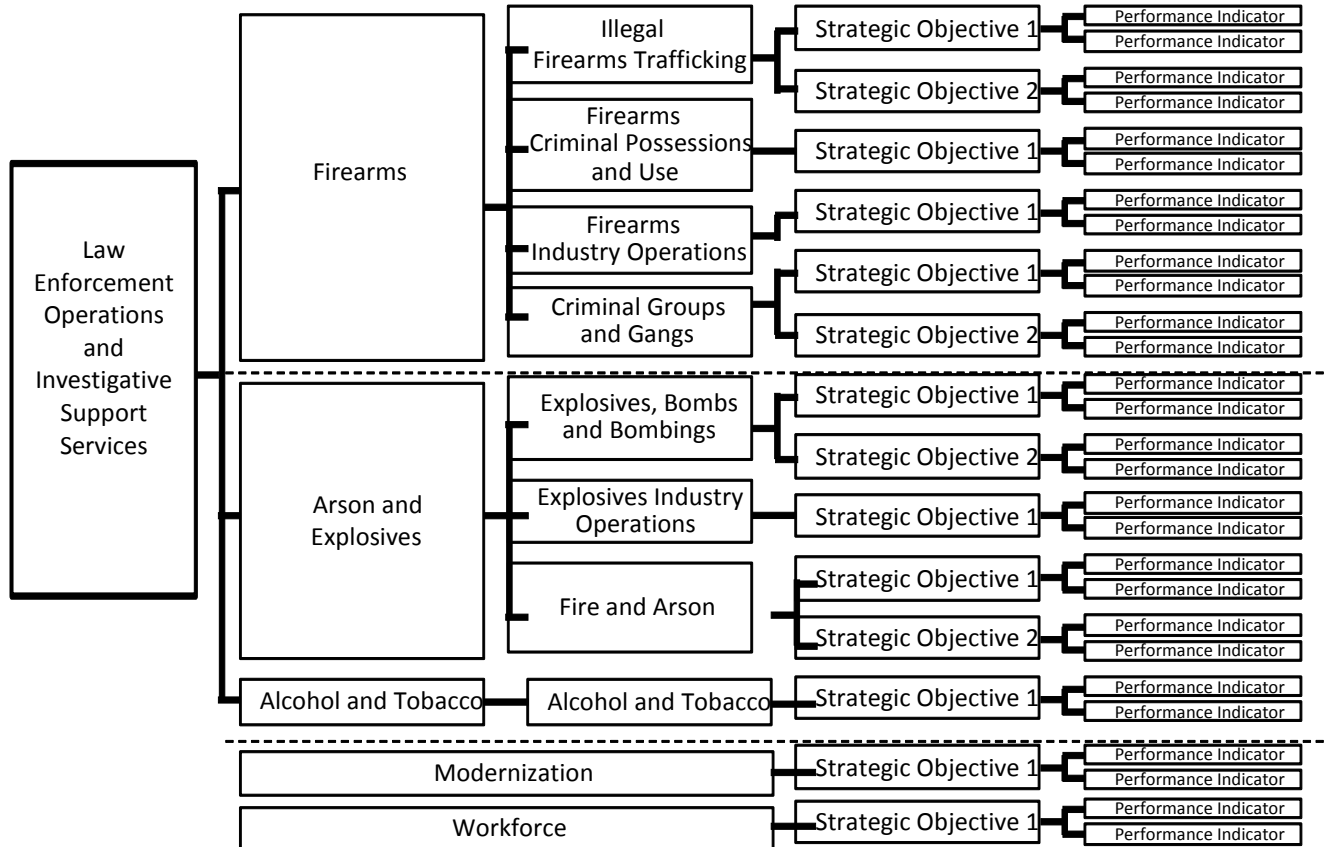 Law
Enforcement
Operations
and
Investigative
Support
Services
Firearms
Illegal
Firearms Trafficking
Strategic Objective 1
Performance Indicator
Performance Indicator
Strategic Objective 2
Performance Indicator
Performance Indicator
Firearms
Criminal Possessions
and Use
Strategic Objective 1
Performance Indicator
Performance Indicator
Firearms
Industry Operations
Strategic Objective 1
Performance Indicator
Performance Indicator
Criminal Groups
and Gangs
Strategic Objective 1
Performance Indicator
Performance Indicator
Strategic Objective 2
Performance Indicator
Performance Indicator
Arson and
Explosives
Explosives, Bombs
and Bombings
Strategic Objective 1
Performance Indicator
Performance Indicator
Strategic Objective 2
Performance Indicator
Performance Indicator
Explosives Industry
Operations
Strategic Objective 1
Performance Indicator
Performance Indicator
Fire and Arson
Strategic Objective 1
Performance Indicator
Performance Indicator
Strategic Objective 2
Performance Indicator
Performance Indicator
Alcohol and Tobacco
Alcohol and Tobacco
Strategic Objective 1
Performance Indicator
Performance Indicator
Modernization
Strategic Objective 1
Performance Indicator
Performance Indicator
Workforce
Strategic Objective 1
Performance Indicator
Performance Indicator